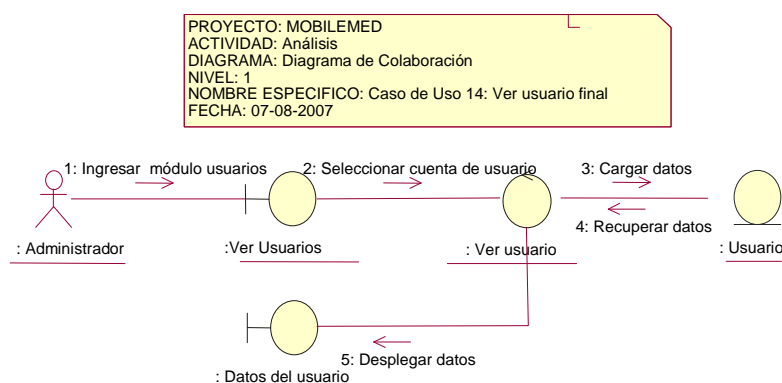 PROYECTO: MOBILEMED
ACTIVIDAD: Análisis
DIAGRAMA: Diagrama de Colaboración
NIVEL: 1
NOMBRE ESPECIFICO: Caso de Uso 14: Ver usuario final
FECHA: 07-08-2007
1: Ingresar módulo usuarios
2: Seleccionar cuenta de usuario
3: Cargar datos
4: Recuperar datos
: Administrador
:Ver Usuarios
: Ver usuario
: Usuario
5: Desplegar datos
: Datos del usuario